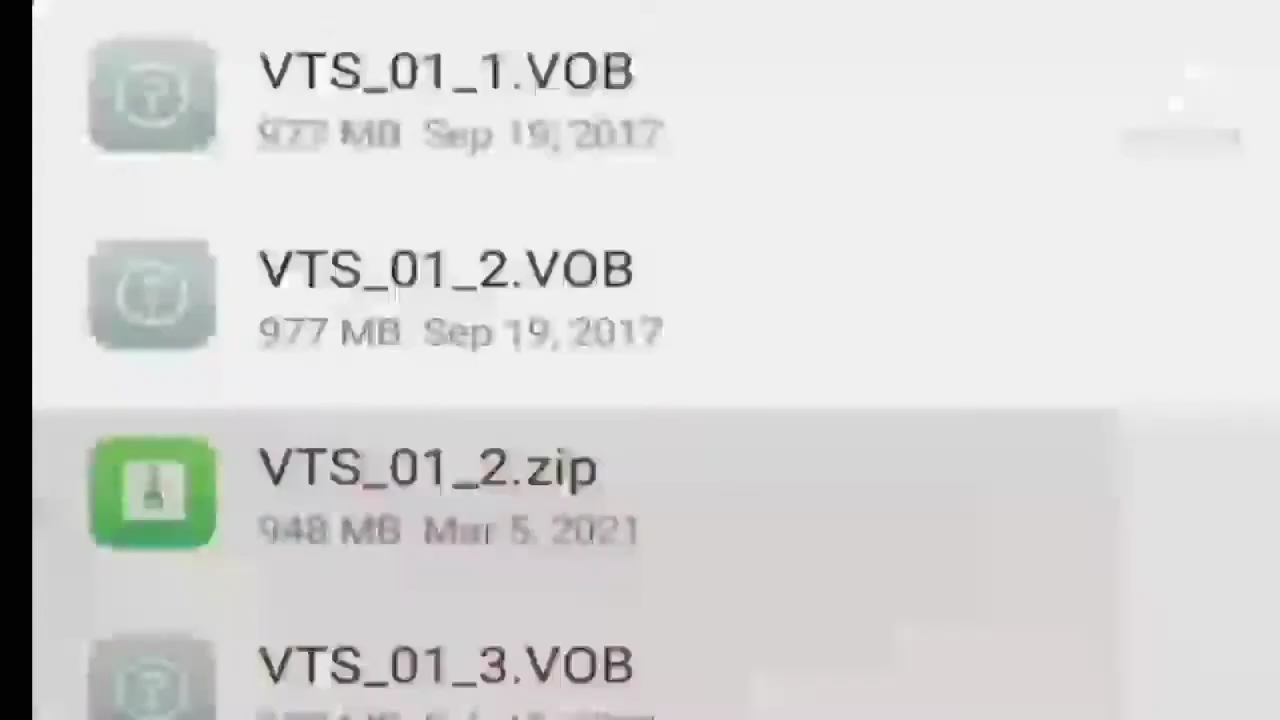 VTS_01_1.VOB
977 MB Sep 19, 2017
VTS_01_2.VOB
977 MB Sep 19, 2017
VTS_01_2.zip
948 MB Mar 5, 2021
VTS_01_3.VOB